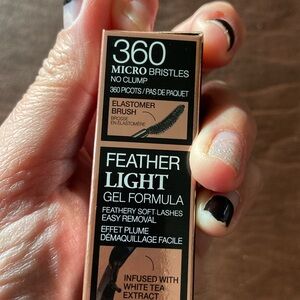 360
MICRO BRISTLES
NO CLUMP
360 PICOTS / PAS DE PAQUET
ELASTOMER
BRUSH
BROSSE
EN ÉLASTOMÈRE
FEATHER
LIGHT
GEL FORMULA
FEATHERY SOFT LASHES
EASY REMOVAL
EFFET PLUME
DÉMAQUILLAGE FACILE
INFUSED WITH
WHITE TEA
EXTRACT